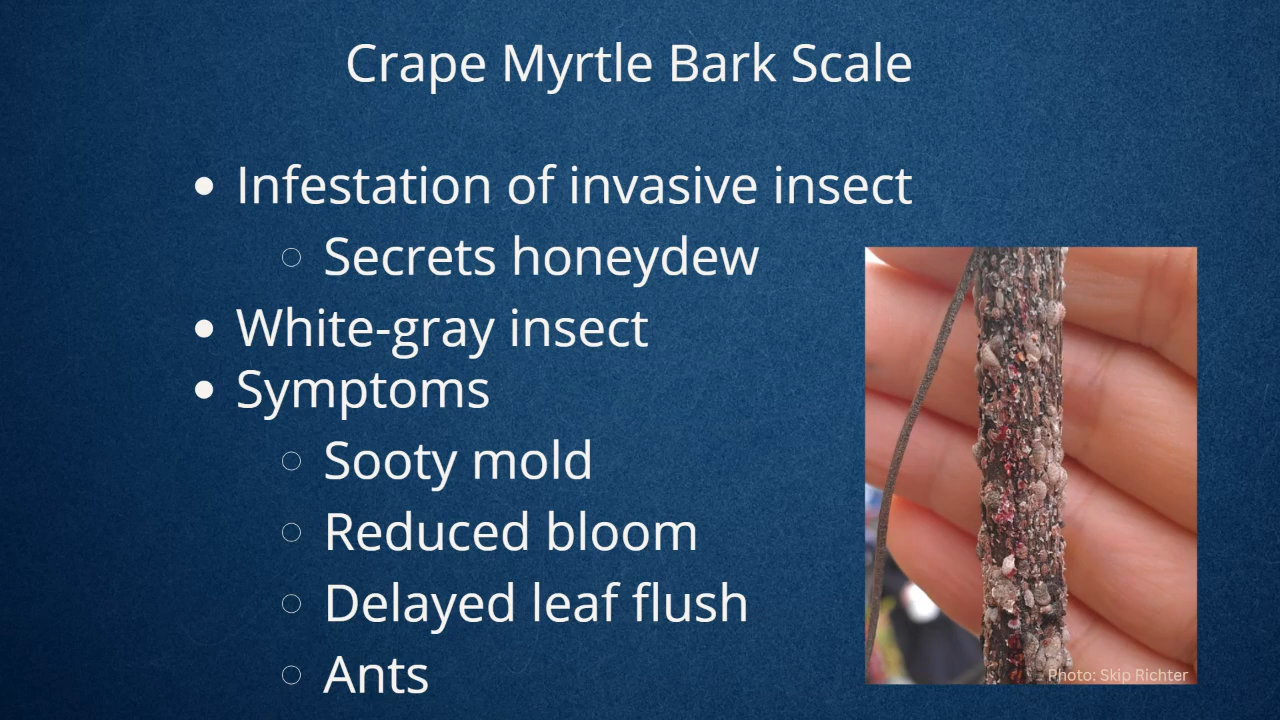 Crape Myrtle Bark Scale
Infestation of invasive insect
Secrets honeydew
White-gray insect
Symptoms
Sooty mold
Reduced bloom
Delayed leaf flush
Ants
Photo: Skip Richter